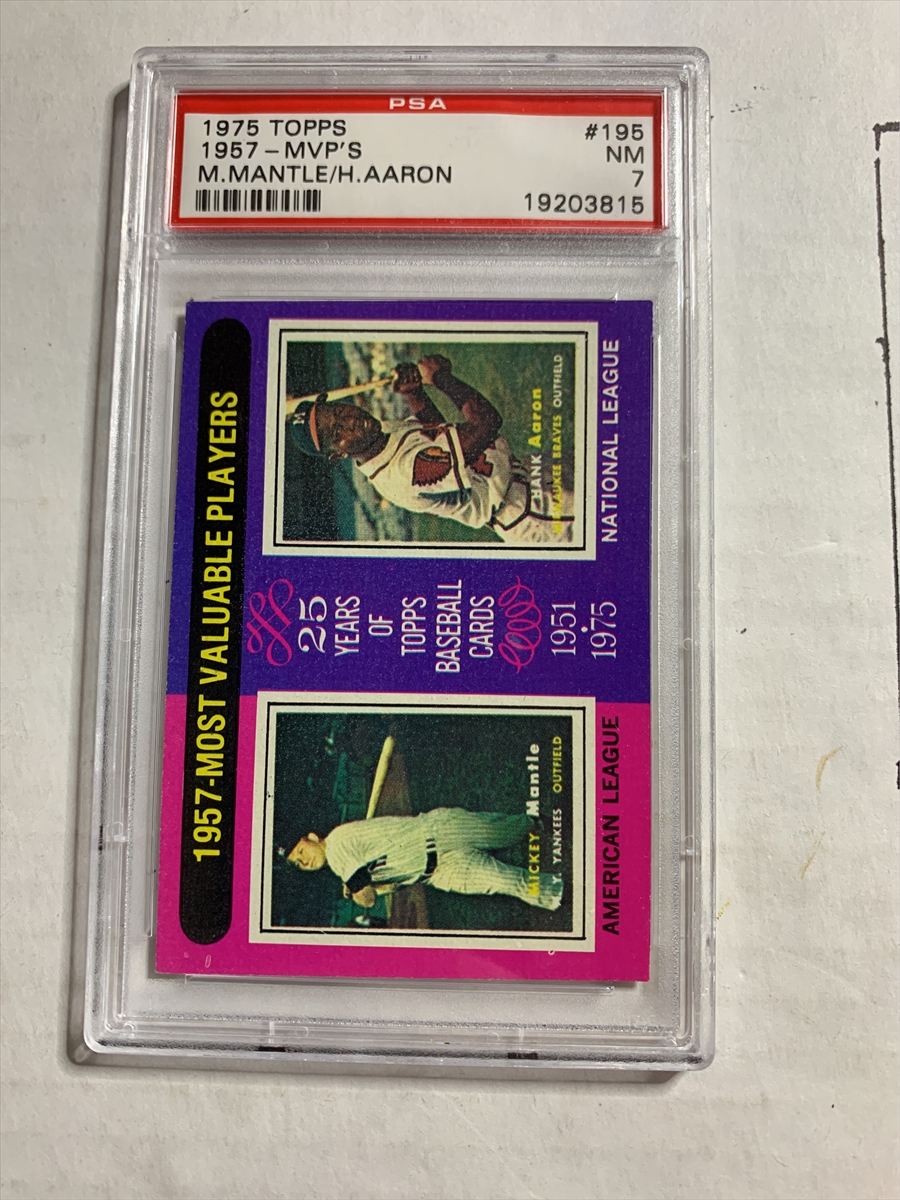 PSA
1975 TOPPS #195
1957-MVP'S NM
M.MANTLE/H.AARON 7
19203815
1957-MOST VALUABLE PLAYERS
MICKEY Mantle
Y. YANKEES OUTFIELD
AMERICAN LEAGUE
25
YEARS
OF
TOPPS
BASEBALL
CARDS
1951
1975
M
HANK Aaron
MILWAUKEE BRAVES OUTFIELD
NATIONAL LEAGUE